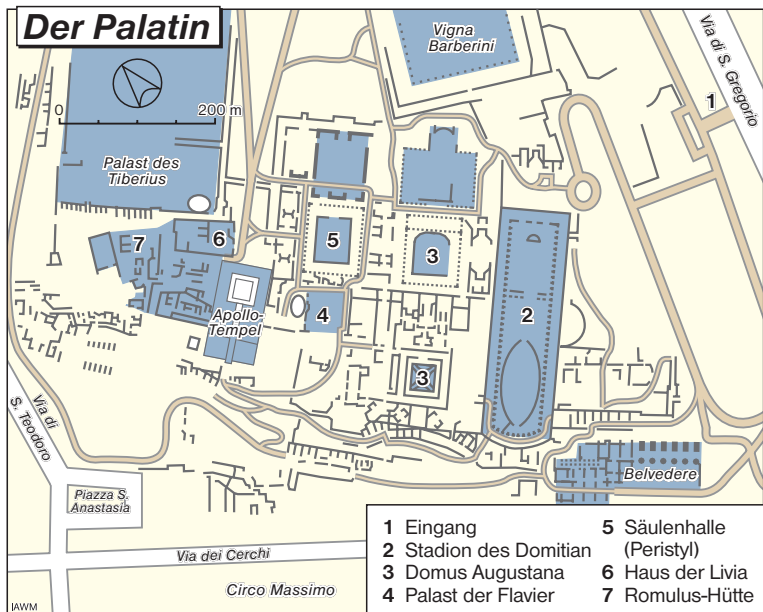 Der Palatin
Vigna
Barberini
Via di S. Gregorio
1
0
200 m
Palast des
Tiberius
7
6
5
3
Apollo-
Tempel
4
2
3
Via di
S. Teodoro
Piazza S.
Anastasia
Belvedere
Via dei Cerchi
Circo Massimo
IAWM
1 Eingang
2 Stadion des Domitian
3 Domus Augustana
4 Palast der Flavier
5 Säulenhalle
(Peristyl)
6 Haus der Livia
7 Romulus-Hütte